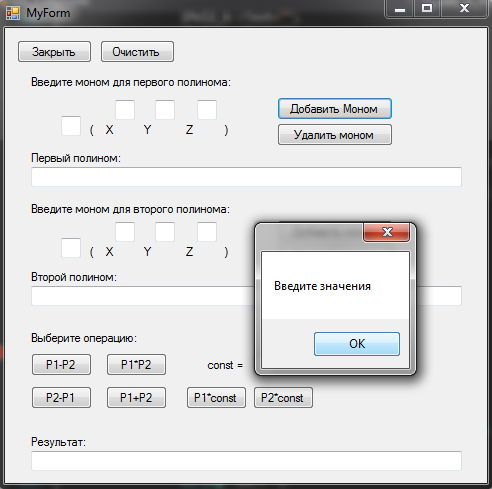 MyForm
Закрыть Очистить
Введите моном для первого полинома:
Добавить Моном
( X Y Z )
Удалить моном
Первый полином:
Введите моном для второго полинома:
( X Y Z )
Второй полином:
Введите значения
OK
Выберите операцию:
P1-P2 P1*P2 const =
P2-P1 P1+P2 P1*const P2*const
Результат: